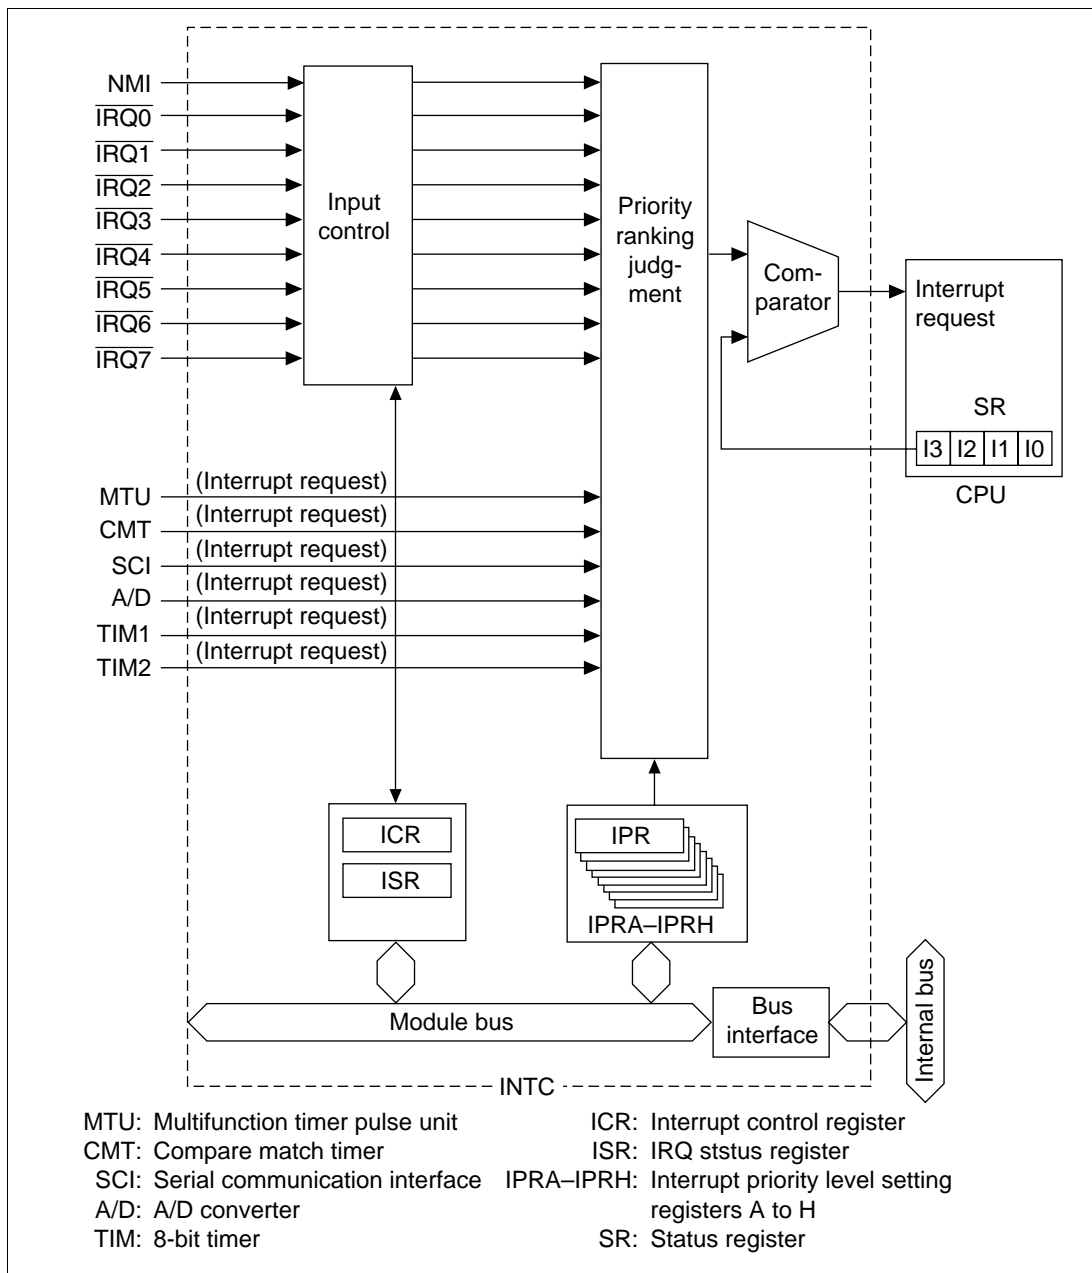 NMI
IRQ0
IRQ1
IRQ2
IRQ3
IRQ4
IRQ5
IRQ6
IRQ7
Input
control
Priority
ranking
judg-
ment
Com-
parator
Interrupt
request
SR
I3 I2 I1 I0
CPU
MTU (Interrupt request)
CMT (Interrupt request)
SCI (Interrupt request)
A/D (Interrupt request)
TIM1 (Interrupt request)
TIM2 (Interrupt request)
ICR
ISR
IPR
IPRA–IPRH
Module bus
Bus
interface
Internal bus
INTC
MTU: Multifunction timer pulse unit
CMT: Compare match timer
SCI: Serial communication interface
A/D: A/D converter
TIM: 8-bit timer
ICR: Interrupt control register
ISR: IRQ ststus register
IPRA–IPRH: Interrupt priority level setting
registers A to H
SR: Status register